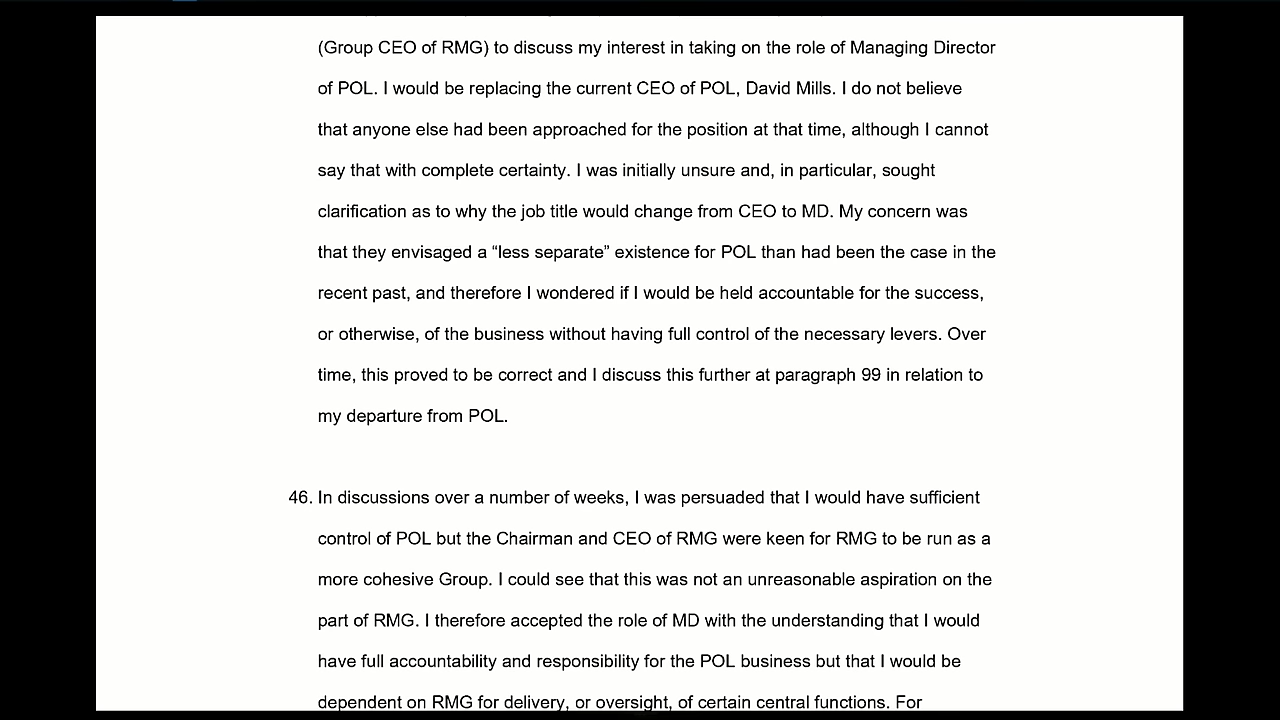 (Group CEO of RMG) to discuss my interest in taking on the role of Managing Director
of POL. I would be replacing the current CEO of POL, David Mills. I do not believe
that anyone else had been approached for the position at that time, although I cannot
say that with complete certainty. I was initially unsure and, in particular, sought
clarification as to why the job title would change from CEO to MD. My concern was
that they envisaged a “less separate” existence for POL than had been the case in the
recent past, and therefore I wondered if I would be held accountable for the success,
or otherwise, of the business without having full control of the necessary levers. Over
time, this proved to be correct and I discuss this further at paragraph 99 in relation to
my departure from POL.
46. In discussions over a number of weeks, I was persuaded that I would have sufficient
control of POL but the Chairman and CEO of RMG were keen for RMG to be run as a
more cohesive Group. I could see that this was not an unreasonable aspiration on the
part of RMG. I therefore accepted the role of MD with the understanding that I would
have full accountability and responsibility for the POL business but that I would be
dependent on RMG for delivery, or oversight, of certain central functions. For